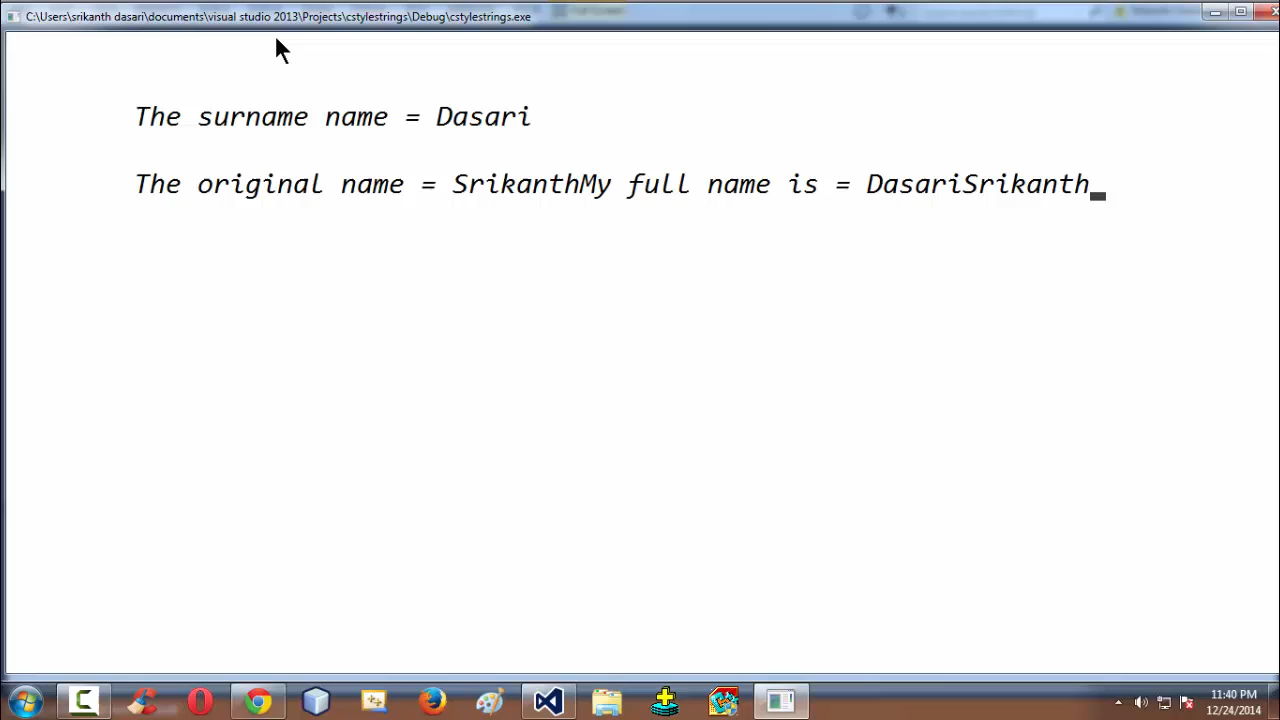 C:\Users\srikanth dasari\documents\visual studio 2013\Projects\cstylestrings\Debug\cstylestrings.exe
The surname name = Dasari
The original name = SrikanthMy full name is = DasariSrikanth
11:40 PM
12/24/2014